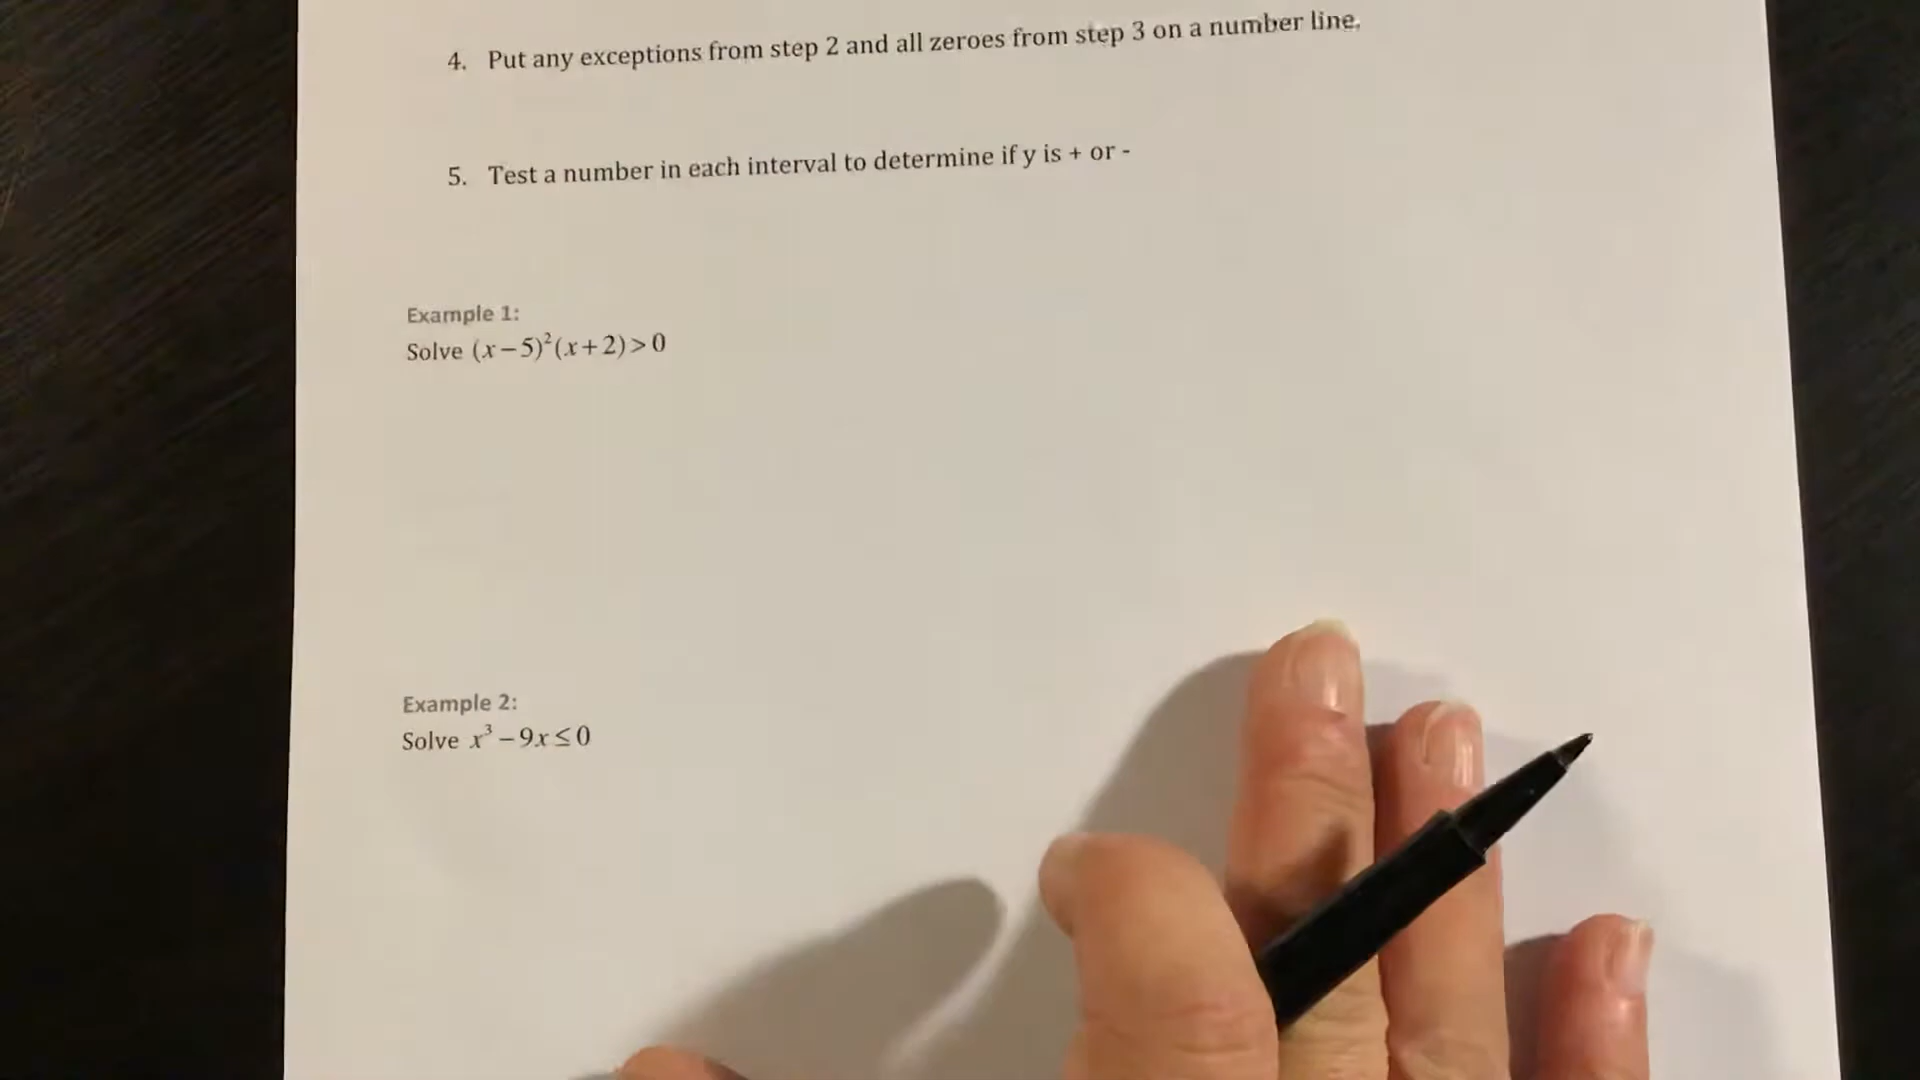 4. Put any exceptions from step 2 and all zeroes from step 3 on a number line.
5. Test a number in each interval to determine if y is + or -
Example 1:
Solve (x−5)²(x+2)>0
Example 2:
Solve x³−9x≤0